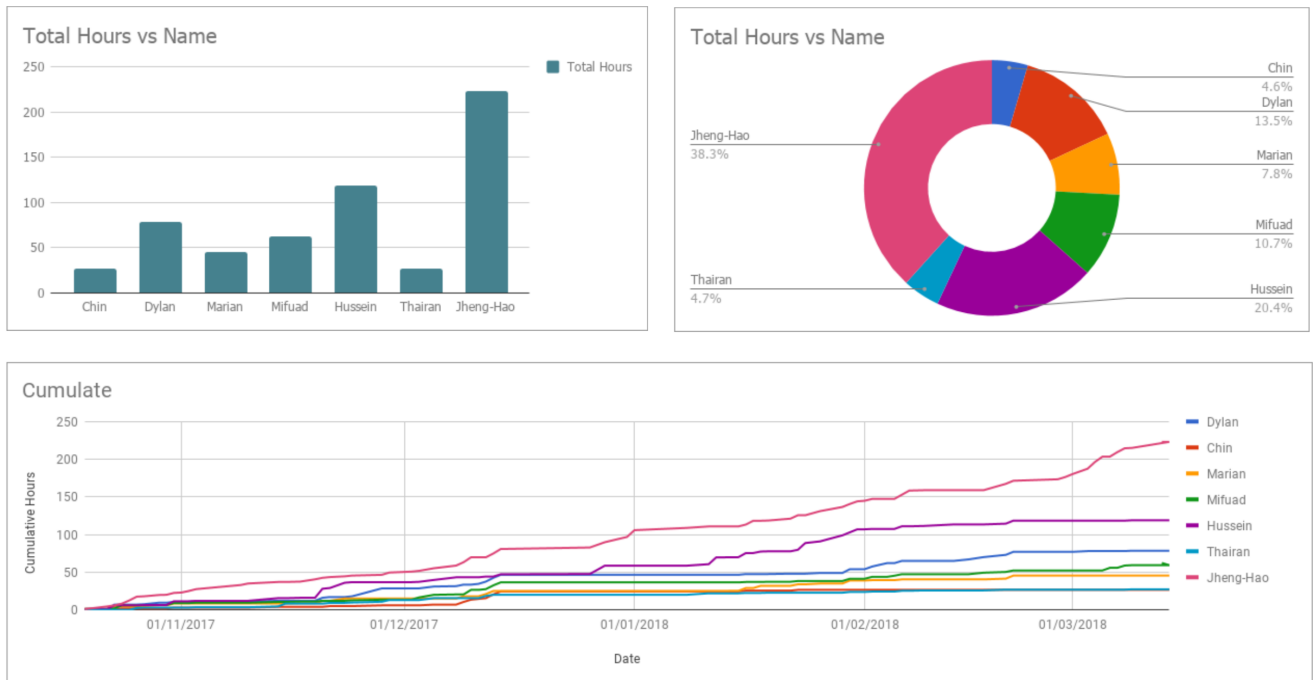 Total Hours vs Name
250
200
150
100
50
0
Chin Dylan Marian Mifuad Hussein Thairan Jheng-Hao
Total Hours
Total Hours vs Name
Chin
4.6%
Dylan
13.5%
Marian
7.8%
Mifuad
10.7%
Hussein
20.4%
Jheng-Hao
38.3%
Thairan
4.7%
Cumulate
Cumulative Hours
250
200
150
100
50
0
01/11/2017 01/12/2017 01/01/2018 01/02/2018 01/03/2018
Date
Dylan
Chin
Marian
Mifuad
Hussein
Thairan
Jheng-Hao